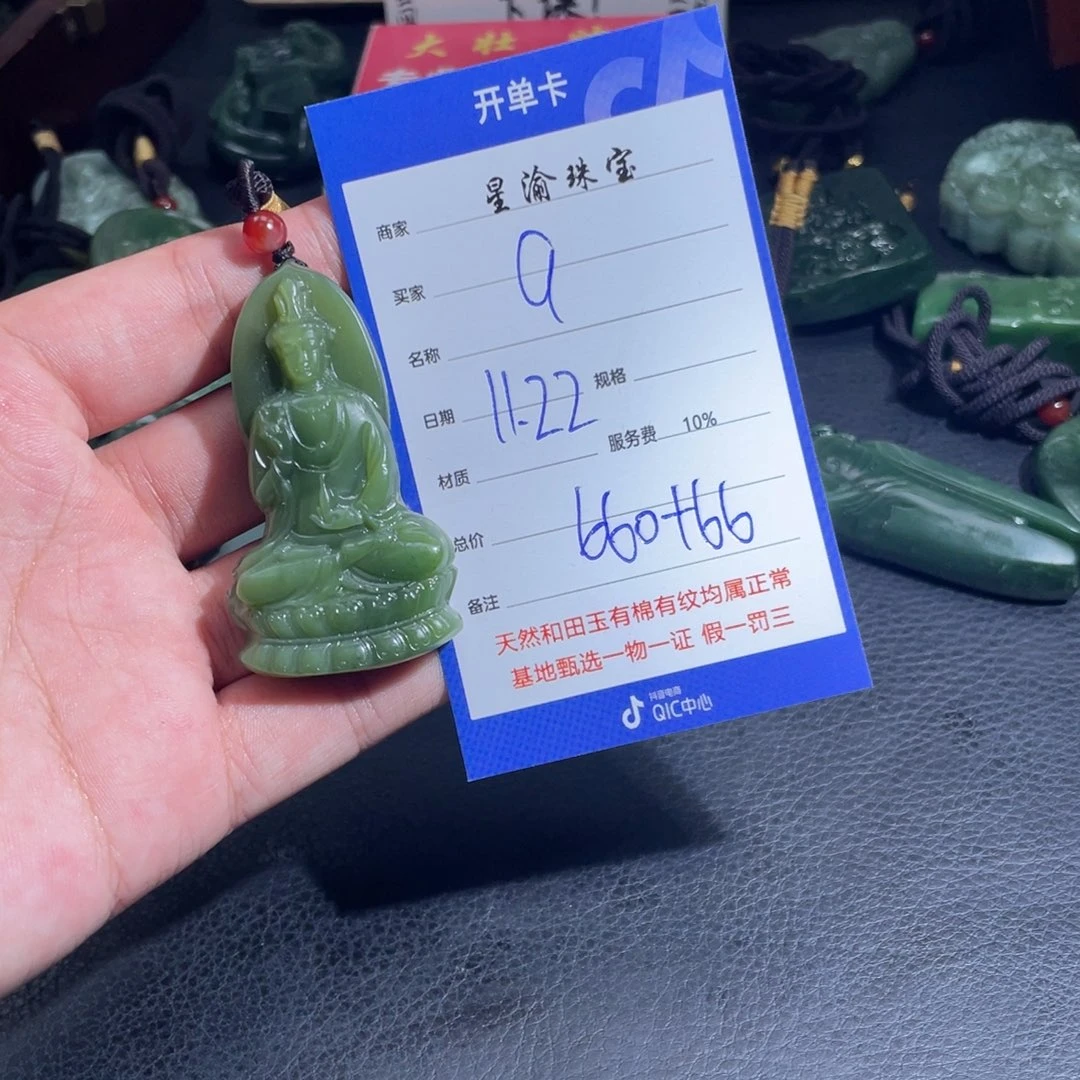 大壮
开单卡
商家 星渝珠宝
买家 9
名称
日期 11.22 规格
材质 服务费 10%
总价 660+66
备注
天然和田玉有棉有纹均属正常
基地甄选一物一证 假一罚三
抖音电商
QIC中心